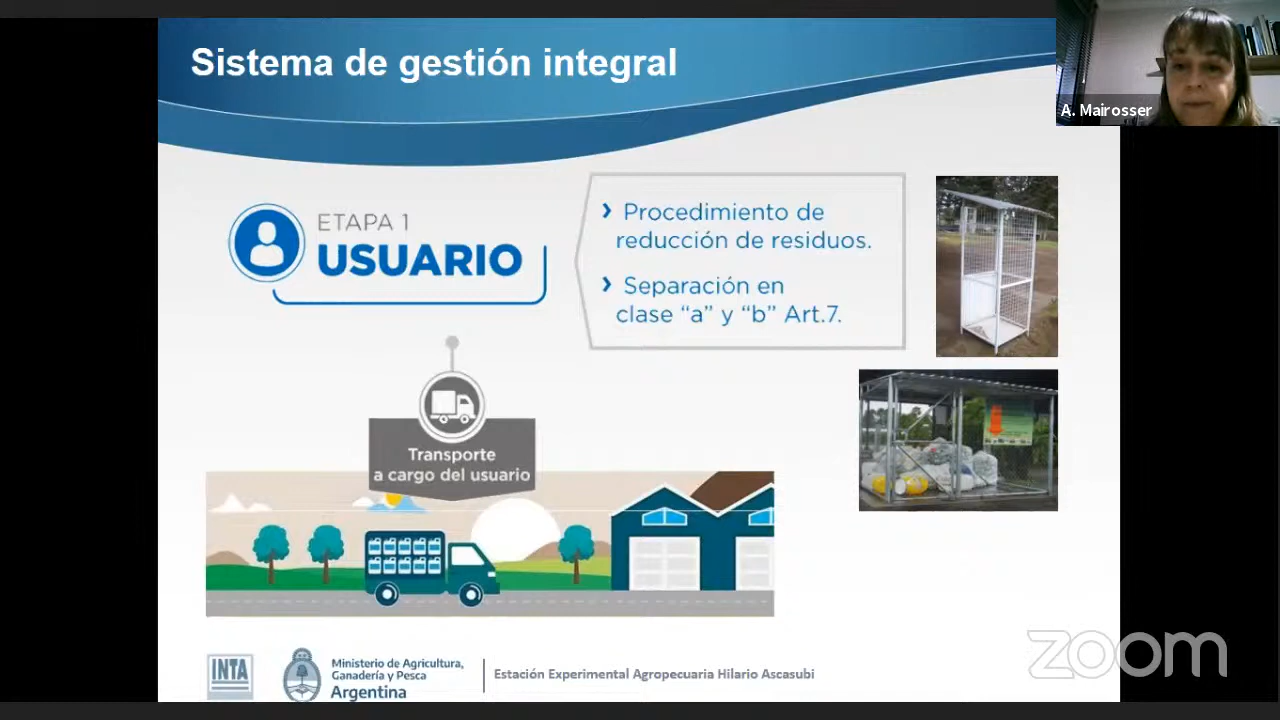 Sistema de gestión integral
A. Mairosser
ETAPA 1
USUARIO
› Procedimiento de
reducción de residuos.
› Separación en
clase “a” y “b” Art.7.
Transporte
a cargo del usuario
INTA
Ministerio de Agricultura,
Ganadería y Pesca
Argentina
Estación Experimental Agropecuaria Hilario Ascasubi
zoom